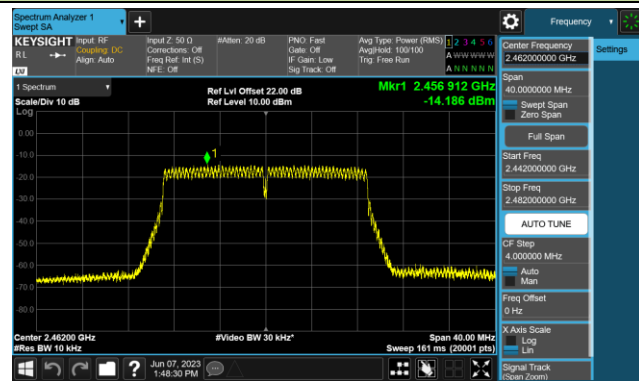 Spectrum Analyzer 1
Swept SA
+
Frequency
KEYSIGHT
Input: RF
Input Z: 50 Ω
#Atten: 20 dB
PNO: Fast
Avg Type: Power (RMS)
1 2 3 4 5 6
RL
Coupling: DC
Corrections: Off
Gate: Off
Avg|Hold: 100/100
A W W W W W
Align: Auto
Freq Ref: Int (S)
IF Gain: Low
Trig: Free Run
NFE: Off
Sig Track: Off
A N N N N N
LXI
1 Spectrum
Ref Lvl Offset 22.00 dB
Mkr1 2.456 912 GHz
Scale/Div 10 dB
Ref Level 10.00 dBm
-14.186 dBm
Log
0.00
1
-10.0
-20.0
-30.0
-40.0
-50.0
-60.0
-70.0
-80.0
Center 2.46200 GHz
#Video BW 30 kHz*
Span 40.00 MHz
#Res BW 10 kHz
Sweep 161 ms (20001 pts)
Jun 07, 2023
1:48:30 PM
?
Center Frequency
2.462000000 GHz
Settings
Span
40.0000000 MHz
Swept Span
Zero Span
Full Span
Start Freq
2.442000000 GHz
Stop Freq
2.482000000 GHz
AUTO TUNE
CF Step
4.000000 MHz
Auto
Man
Freq Offset
0 Hz
X Axis Scale
Log
Lin
Signal Track
(Span Zoom)